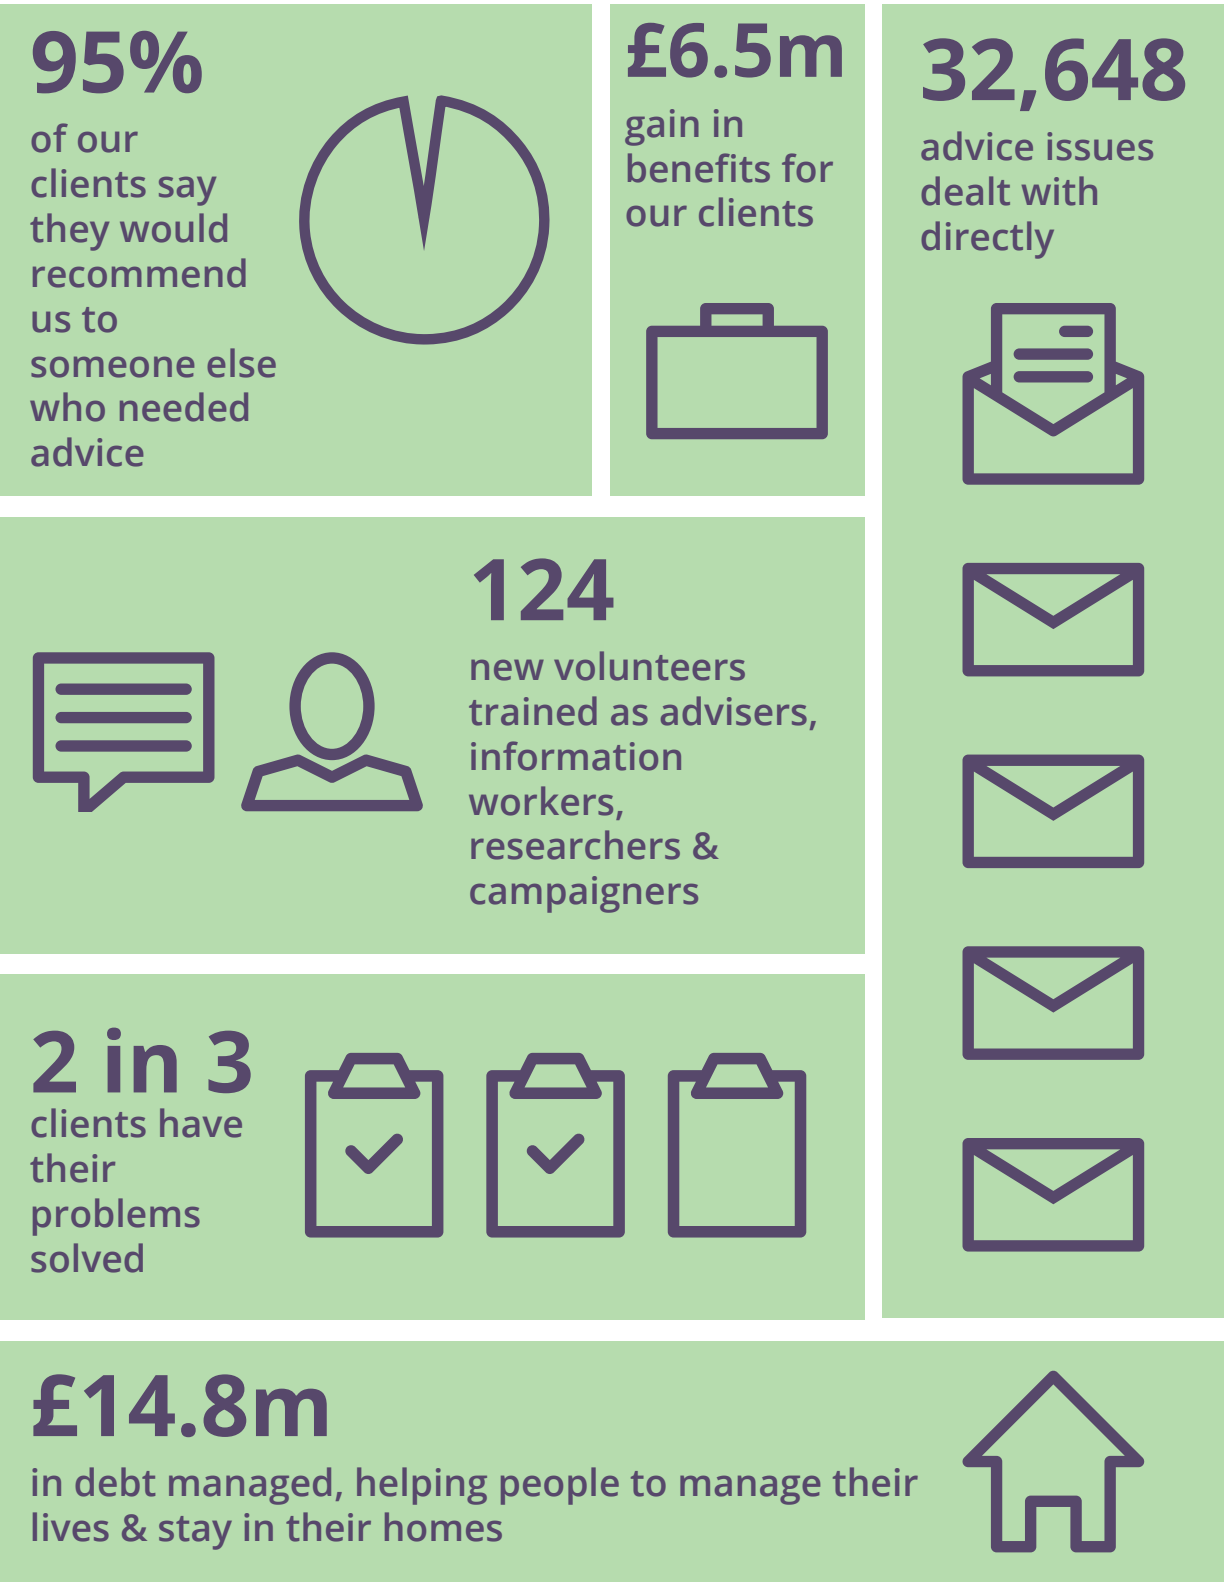 95%
of our
clients say
they would
recommend
us to
someone else
who needed
advice
£6.5m
gain in
benefits for
our clients
32,648
advice issues
dealt with
directly
124
new volunteers
trained as advisers,
information
workers,
researchers &
campaigners
2 in 3
clients have
their
problems
solved
£14.8m
in debt managed, helping people to manage their
lives & stay in their homes